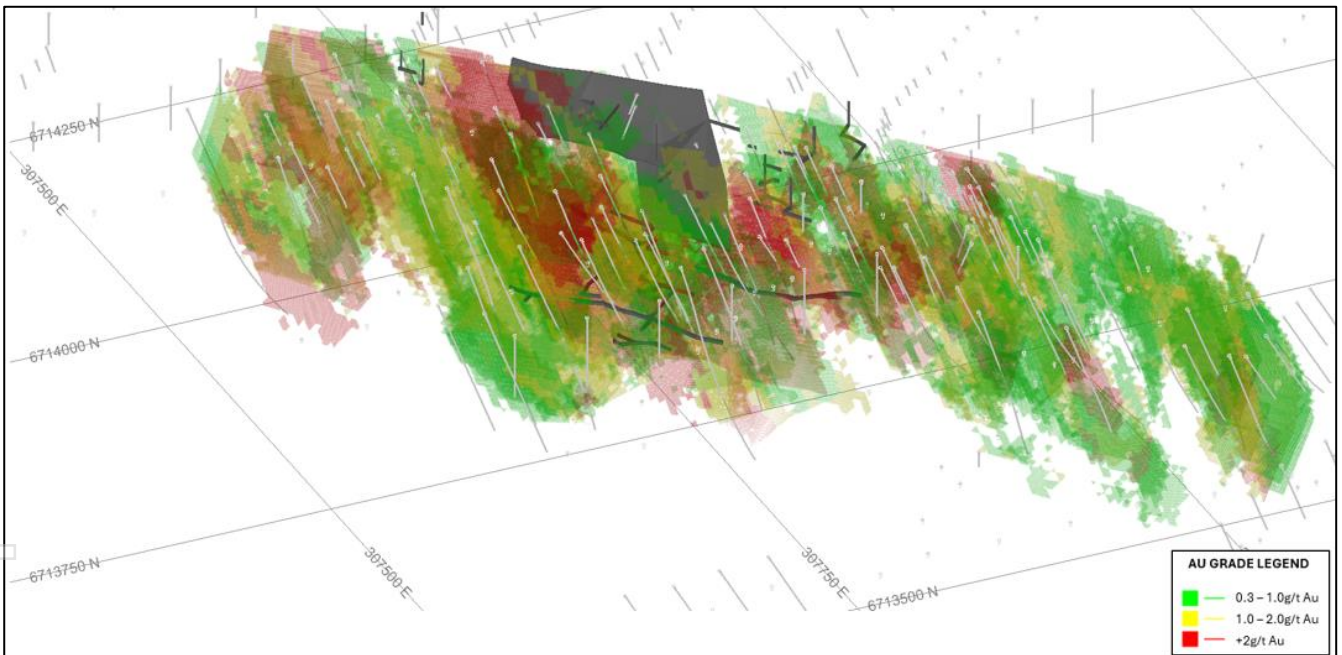 6714250 N
307500 E
6714000 N
6713750 N
307500 E
307750 E
6713500 N
AU GRADE LEGEND
0.3 – 1.0g/t Au
1.0 – 2.0g/t Au
+2g/t Au